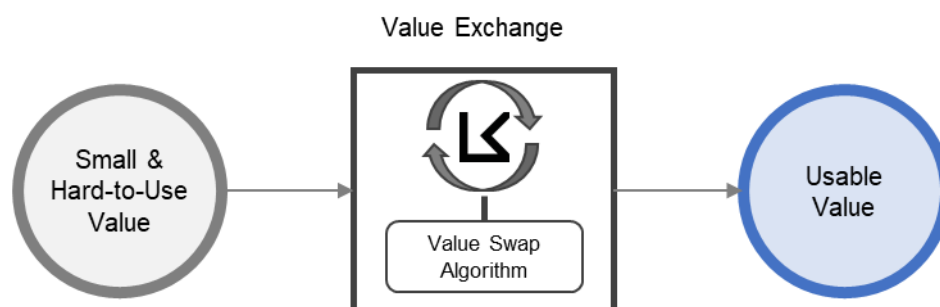 Value Exchange
Small &
Hard-to-Use
Value
Value Swap
Algorithm
Usable
Value